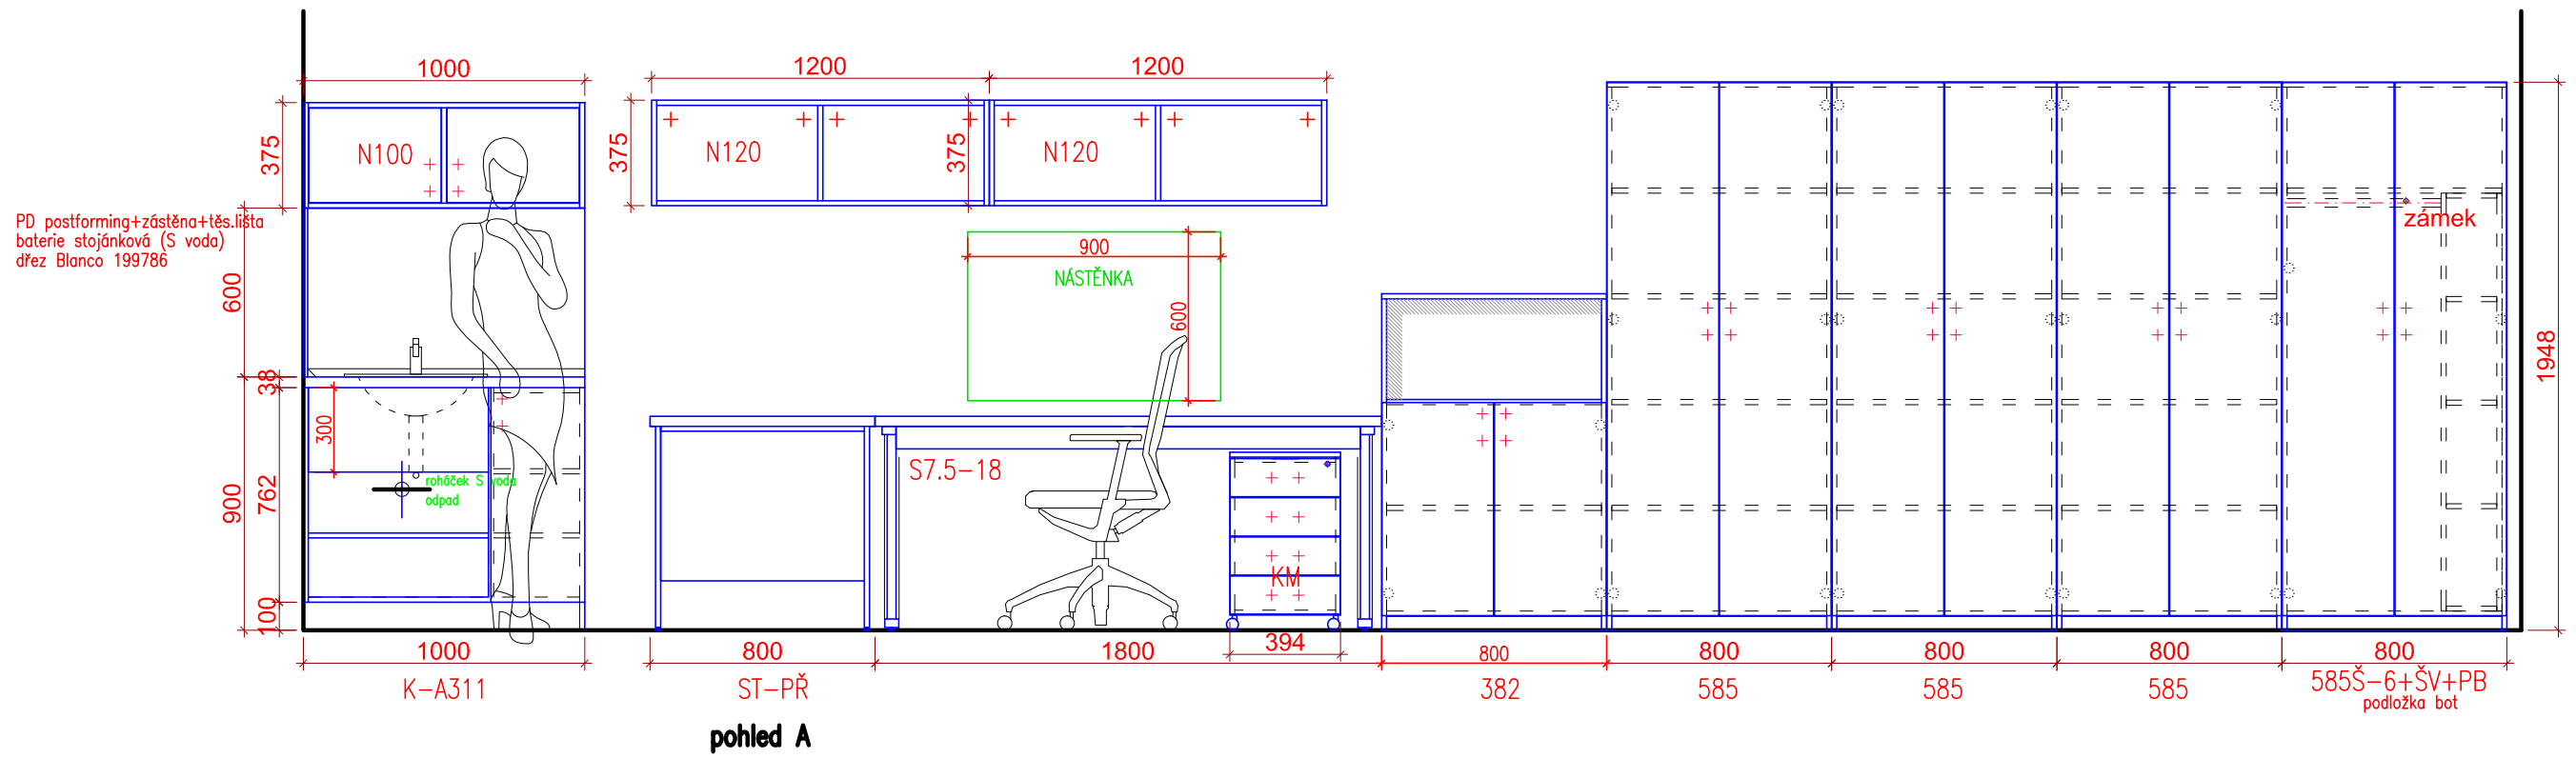 1000
1200
1200
375
N100
375
N120
375
N120
PD postforming+zástěna+těs.lišta
baterie stojánková (S voda)
dřez Blanco 199786
zámek
900
NÁSTĚNKA
600
600
1948
38
300
S7.5-18
roháček S voda
odpad
900
762
KM
100
1000
800
1800
394
800
800
800
800
800
K-A311
ST-PŘ
382
585
585
585
585Š-6+ŠV+PB
podložka bot
pohled A